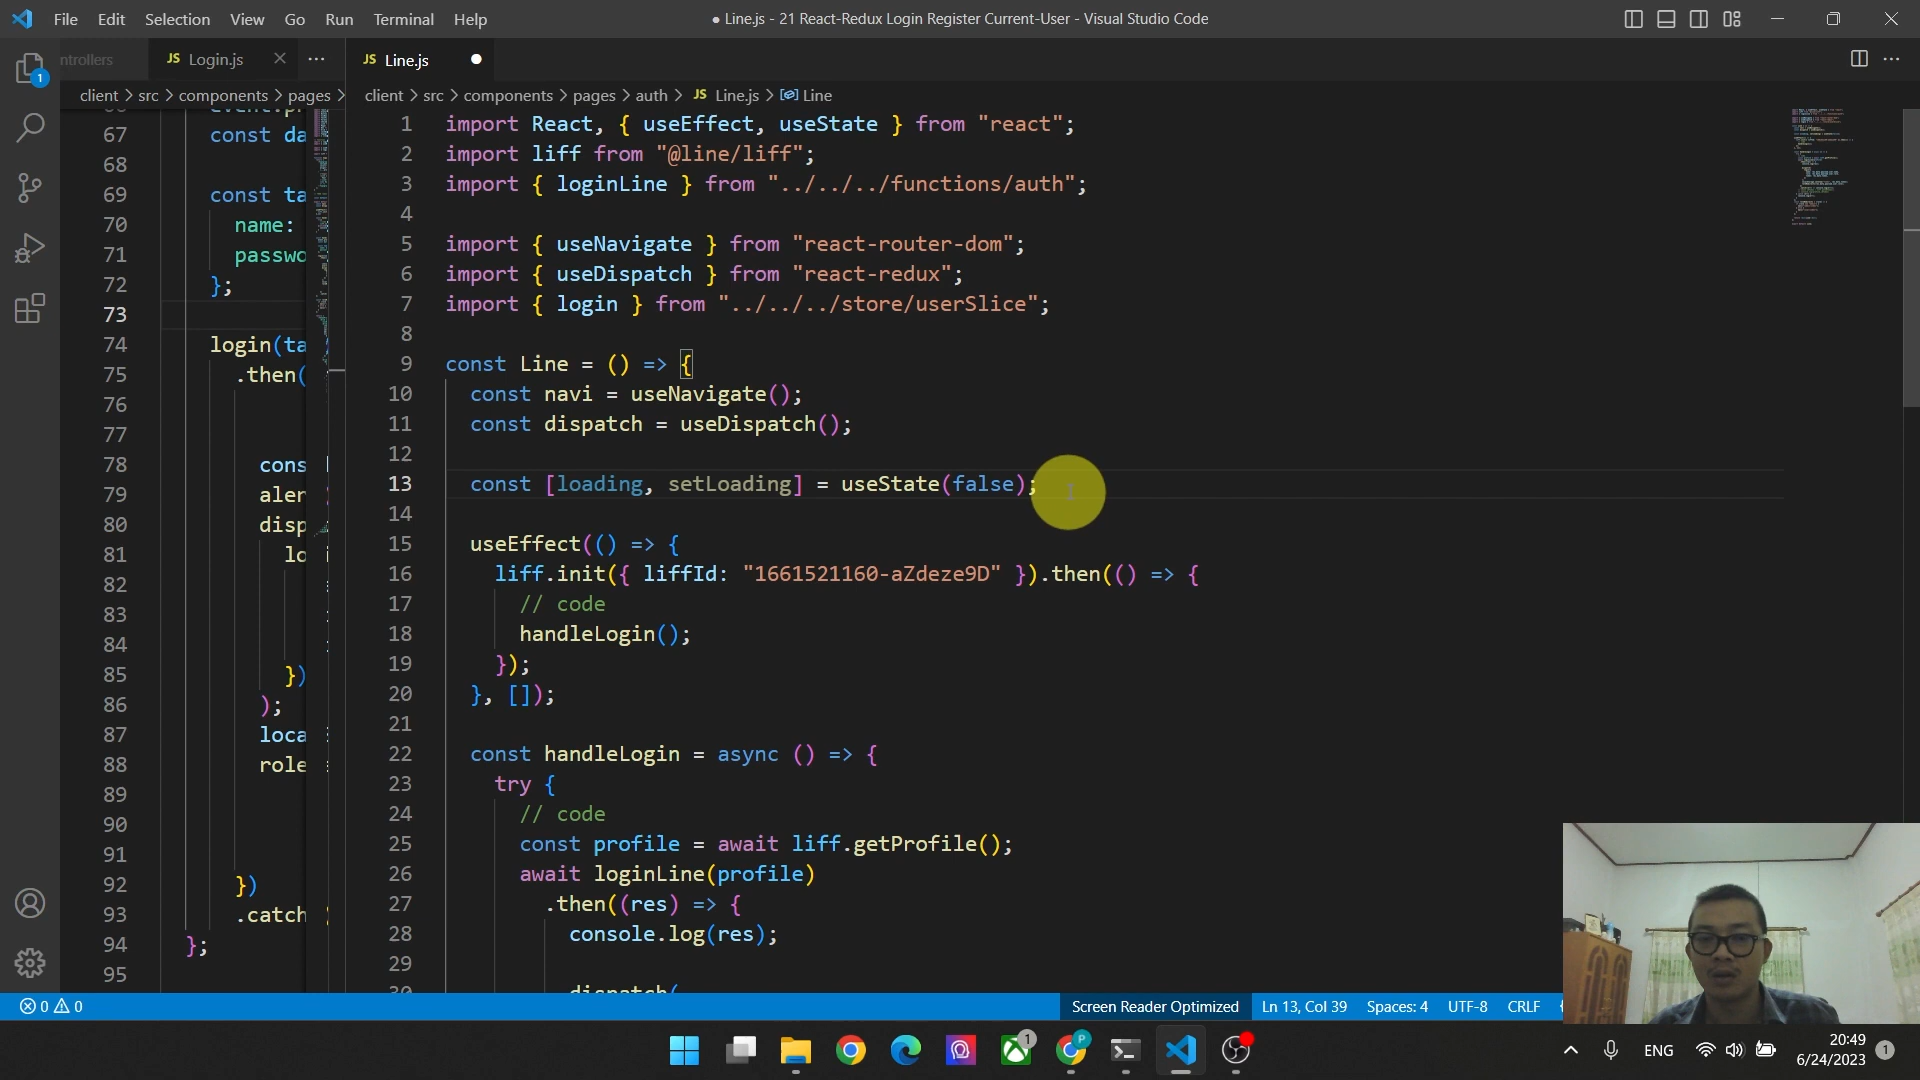 File Edit Selection View Go Run Terminal Help
● Line.js - 21 React-Redux Login Register Current-User - Visual Studio Code
ntrollers
JS Login.js
JS Line.js
client > src > components > pages >
client > src > components > pages > auth > JS Line.js > Line
67 const da
68
69 const ta
70 name:
71 passwo
72 };
73
74 login(ta
75 .then(
76
77
78 cons
79 aler
80 disp
81 lo
82
83
84
85 })
86 );
87 loca
88 role
89
90
91
92 })
93 .catch
94 };
95
1 import React, { useEffect, useState } from "react";
2 import liff from "@line/liff";
3 import { loginLine } from "../../../functions/auth";
4
5 import { useNavigate } from "react-router-dom";
6 import { useDispatch } from "react-redux";
7 import { login } from "../../../store/userSlice";
8
9 const Line = () => {
10 const navi = useNavigate();
11 const dispatch = useDispatch();
12
13 const [loading, setLoading] = useState(false);
14
15 useEffect(() => {
16 liff.init({ liffId: "1661521160-aZdeze9D" }).then(() => {
17 // code
18 handleLogin();
19 });
20 }, []);
21
22 const handleLogin = async () => {
23 try {
24 // code
25 const profile = await liff.getProfile();
26 await loginLine(profile)
27 .then((res) => {
28 console.log(res);
29
30 dispatch(
0 0
Screen Reader Optimized
Ln 13, Col 39
Spaces: 4
UTF-8
CRLF
ENG
20:49
6/24/2023